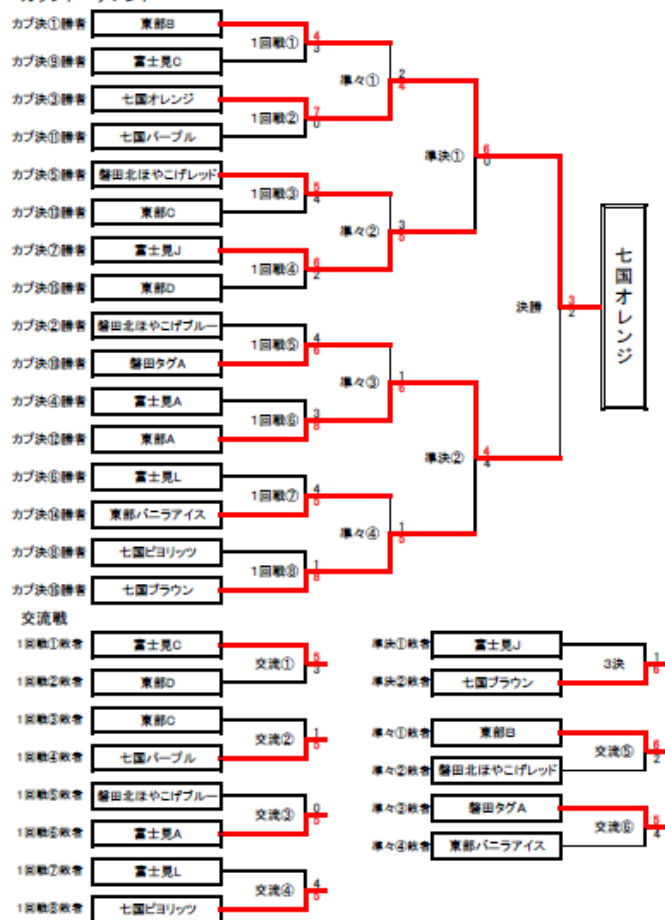 カブ決①勝者 東部B
カブ決⑨勝者 富士見C
1回戦① 4 3
カブ決③勝者 七国オレンジ
カブ決⑪勝者 七国パープル
1回戦② 7 0
準々① 2 4
カブ決⑤勝者 磐田北ほやこげレッド
カブ決⑬勝者 東部C
1回戦③ 5 4
カブ決⑦勝者 富士見J
カブ決⑮勝者 東部D
1回戦④ 6 2
準々② 3 5
準決① 6 0
カブ決②勝者 磐田北ほやこげブルー
カブ決⑩勝者 磐田タグA
1回戦⑤ 4 6
カブ決④勝者 富士見A
カブ決⑫勝者 東部A
1回戦⑥ 3 8
準々③ 1 6
カブ決⑥勝者 富士見L
カブ決⑭勝者 東部バニラアイス
1回戦⑦ 4 5
カブ決⑧勝者 七国ピヨリッツ
カブ決⑯勝者 七国ブラウン
1回戦⑧ 1 8
準々④ 1 5
準決② 4 4
決勝 3 2
七国オレンジ
交流戦
1回戦①敗者 富士見C
1回戦②敗者 東部D
交流① 5 3
1回戦③敗者 東部C
1回戦④敗者 七国パープル
交流② 1 5
1回戦⑤敗者 磐田北ほやこげブルー
1回戦⑥敗者 富士見A
交流③ 0 5
1回戦⑦敗者 富士見L
1回戦⑧敗者 七国ピヨリッツ
交流④ 4 5
準決①敗者 富士見J
準決②敗者 七国ブラウン
3決 1 6
準々①敗者 東部B
準々②敗者 磐田北ほやこげレッド
交流⑤ 6 2
準々③敗者 磐田タグA
準々④敗者 東部バニラアイス
交流⑥ 5 4